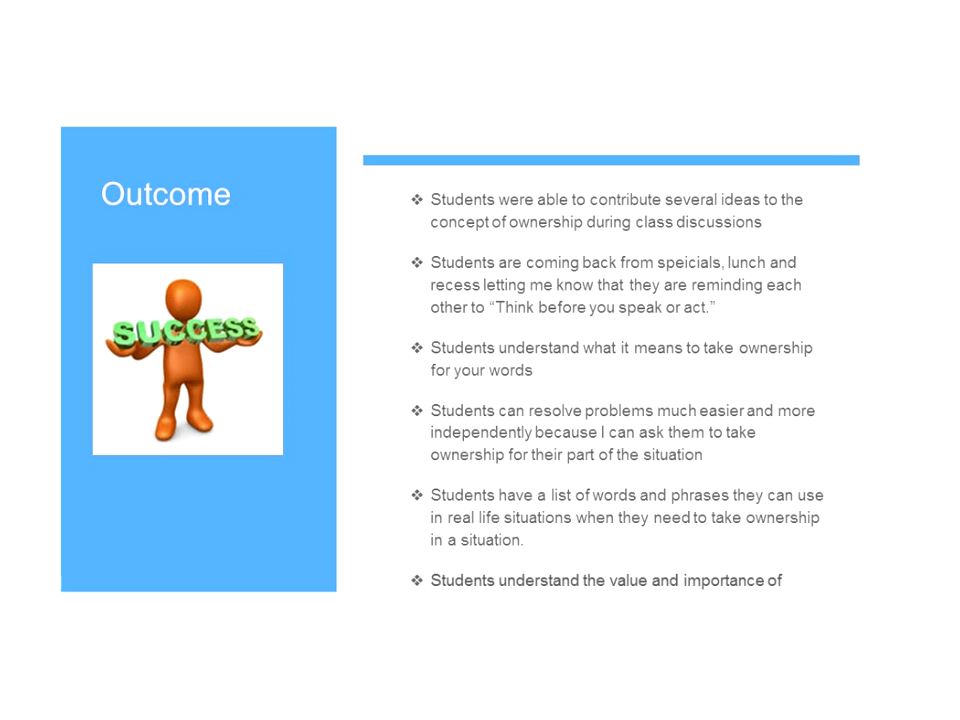 Outcome
SUCCESS
❖ Students were able to contribute several ideas to the
concept of ownership during class discussions
❖ Students are coming back from speicials, lunch and
recess letting me know that they are reminding each
other to “Think before you speak or act.”
❖ Students understand what it means to take ownership
for your words
❖ Students can resolve problems much easier and more
independently because I can ask them to take
ownership for their part of the situation
❖ Students have a list of words and phrases they can use
in real life situations when they need to take ownership
in a situation.
❖ Students understand the value and importance of